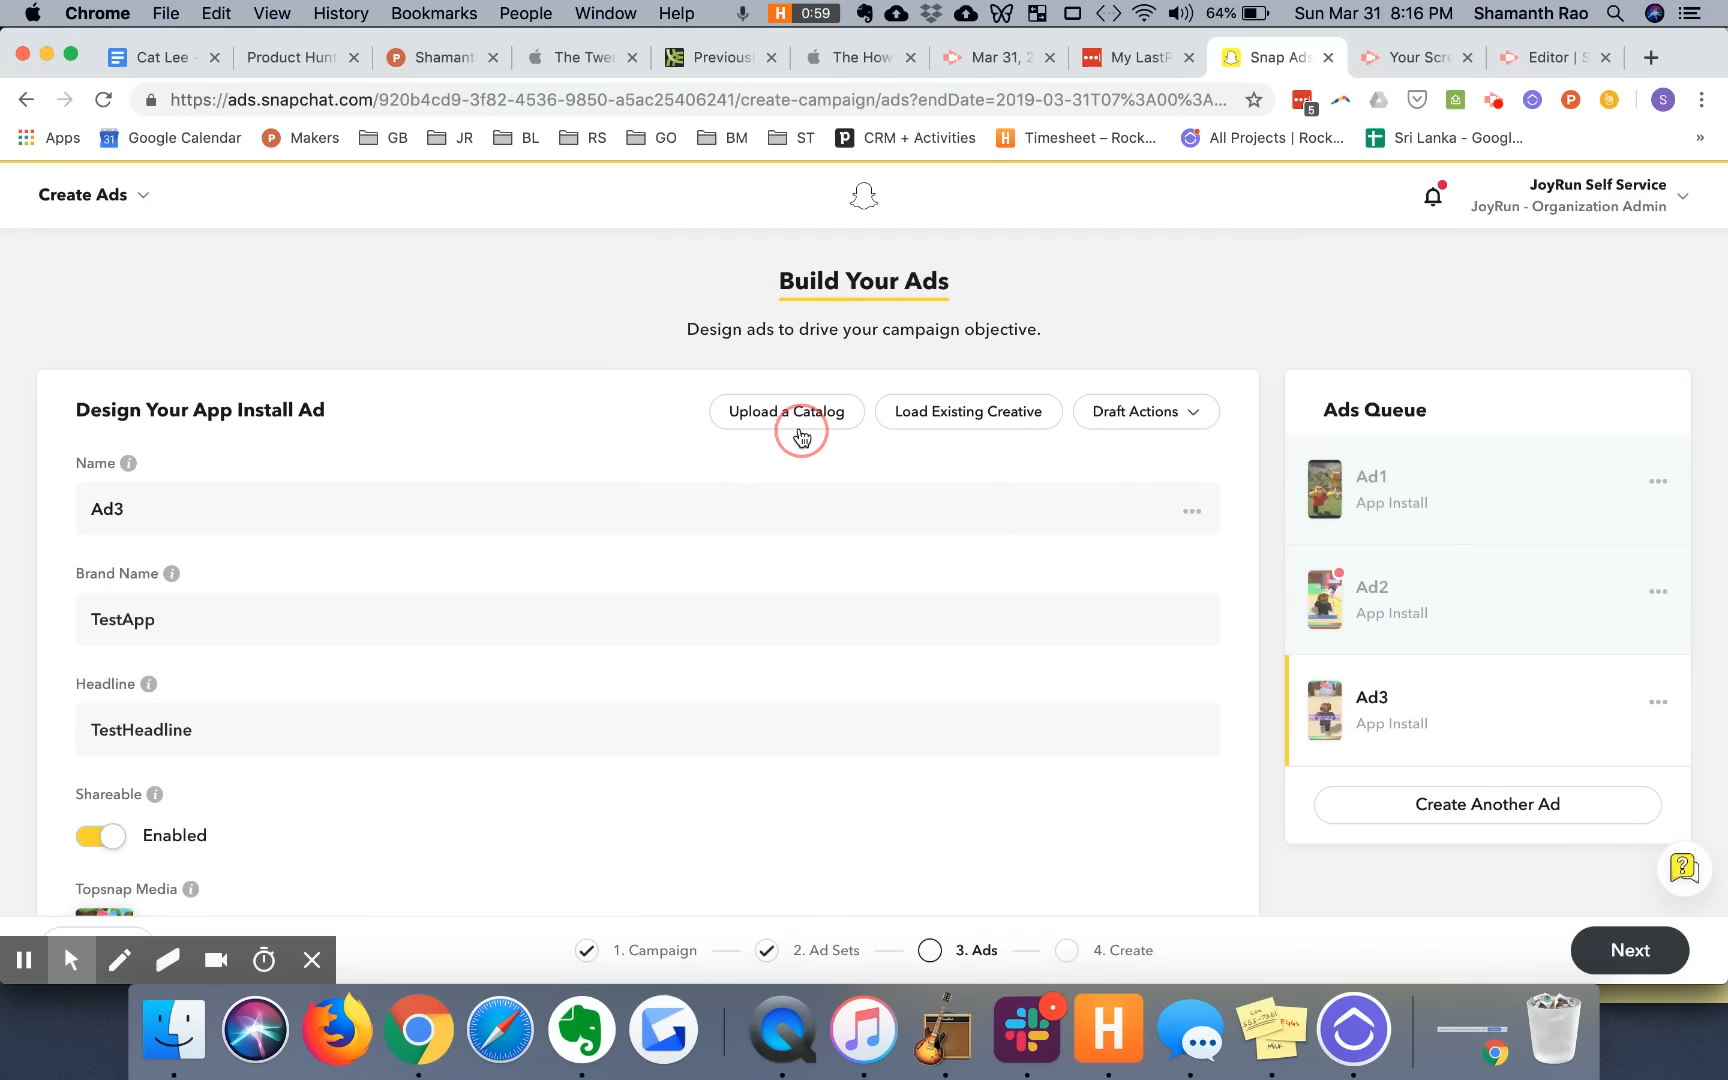 Chrome File Edit View History Bookmarks People Window Help H 0:59 64% Sun Mar 31 8:16 PM Shamanth Rao
Cat Lee - Product Hunt Shamant The Twe Previous The How Mar 31, 2 My LastP Snap Ads Your Scre Editor | S
https://ads.snapchat.com/920b4cd9-3f82-4536-9850-a5ac25406241/create-campaign/ads?endDate=2019-03-31T07%3A00%3A... 5 P S
Apps 31 Google Calendar P Makers GB JR BL RS GO BM ST p CRM + Activities H Timesheet – Rock... All Projects | Rock... Sri Lanka - Googl... »
Create Ads
JoyRun Self Service
JoyRun - Organization Admin
Build Your Ads
Design ads to drive your campaign objective.
Design Your App Install Ad
Upload a Catalog Load Existing Creative Draft Actions
Name
Ad3
Brand Name
TestApp
Headline
TestHeadline
Shareable
Enabled
Topsnap Media
Ads Queue
Ad1
App Install
Ad2
App Install
Ad3
App Install
Create Another Ad
1. Campaign 2. Ad Sets 3. Ads 4. Create
Next
H
555-7361
EGGS
MILK